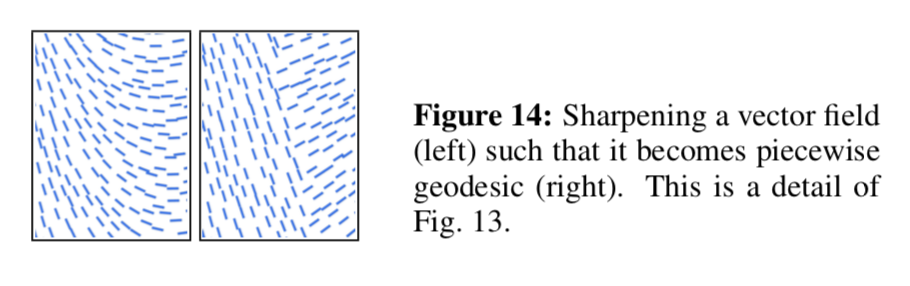 Figure 14: Sharpening a vector field
(left) such that it becomes piecewise
geodesic (right). This is a detail of
Fig. 13.